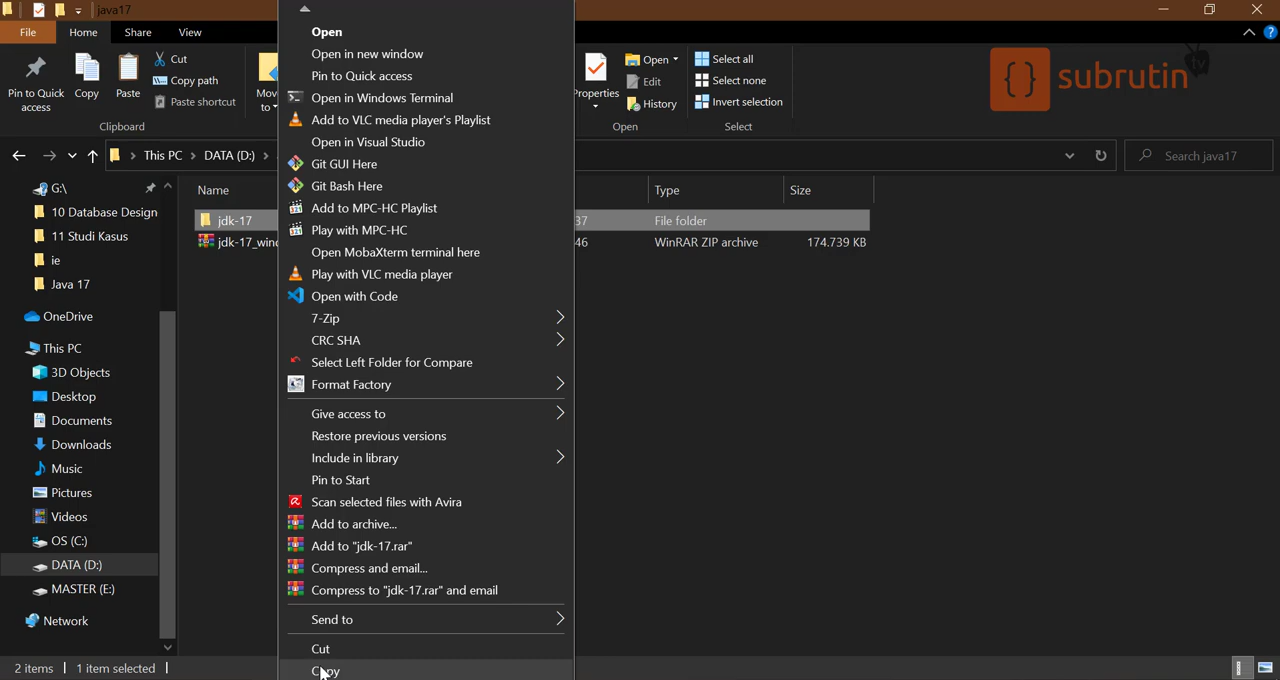 java17
File
Home
Share
View
Pin to Quick access
Copy
Paste
Cut
Copy path
Paste shortcut
Clipboard
Properties
Open
Edit
History
Open
Select all
Select none
Invert selection
Select
{} subrutin tv
This PC > DATA (D:) >
Search java17
G:\
10 Database Design
11 Studi Kasus
ie
Java 17
OneDrive
This PC
3D Objects
Desktop
Documents
Downloads
Music
Pictures
Videos
OS (C:)
DATA (D:)
MASTER (E:)
Network
Name
Type
Size
jdk-17
37
File folder
46
WinRAR ZIP archive
174.739 KB
Open
Open in new window
Pin to Quick access
Open in Windows Terminal
Add to VLC media player's Playlist
Open in Visual Studio
Git GUI Here
Git Bash Here
Add to MPC-HC Playlist
Play with MPC-HC
Open MobaXterm terminal here
Play with VLC media player
Open with Code
7-Zip
CRC SHA
Select Left Folder for Compare
Format Factory
Give access to
Restore previous versions
Include in library
Pin to Start
Scan selected files with Avira
Add to archive...
Add to "jdk-17.rar"
Compress and email...
Compress to "jdk-17.rar" and email
Send to
Cut
Copy
2 items
1 item selected